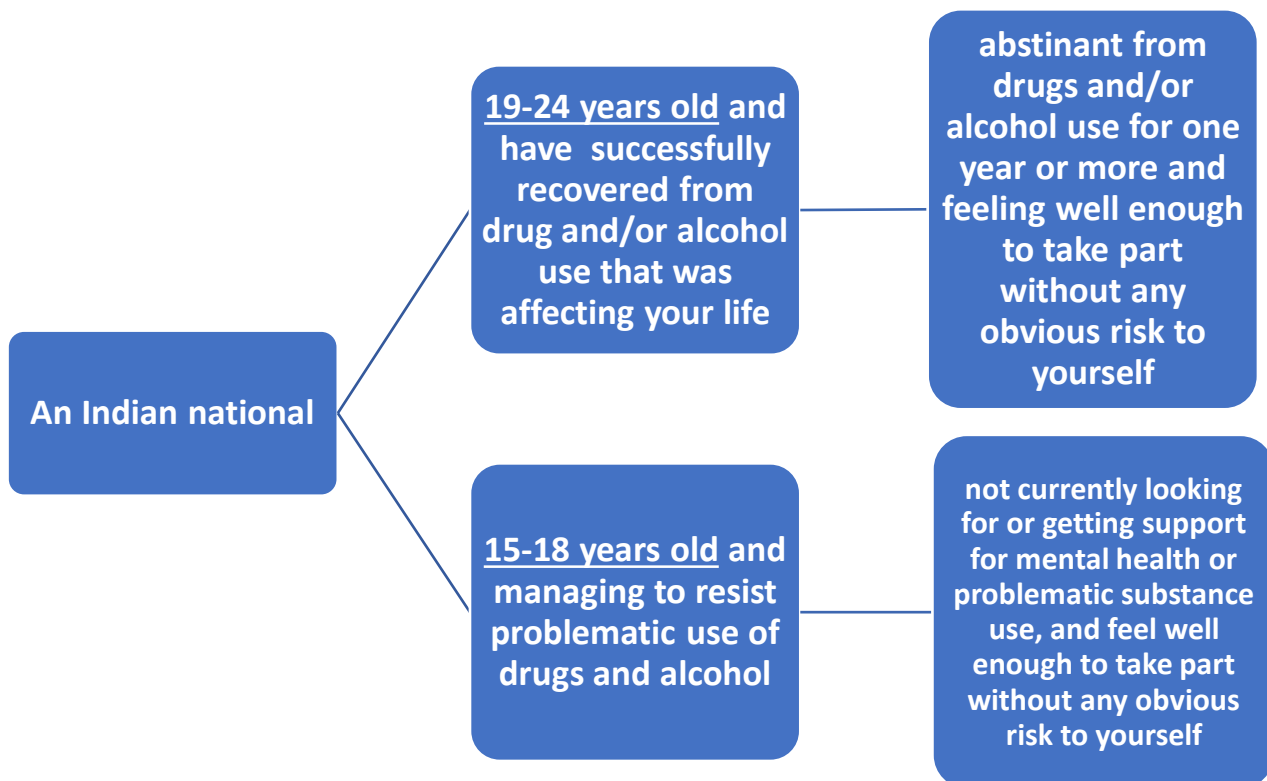 An Indian national
19-24 years old and
have successfully
recovered from
drug and/or alcohol
use that was
affecting your life
abstinant from
drugs and/or
alcohol use for one
year or more and
feeling well enough
to take part
without any
obvious risk to
yourself
15-18 years old and
managing to resist
problematic use of
drugs and alcohol
not currently looking
for or getting support
for mental health or
problematic substance
use, and feel well
enough to take part
without any obvious
risk to yourself